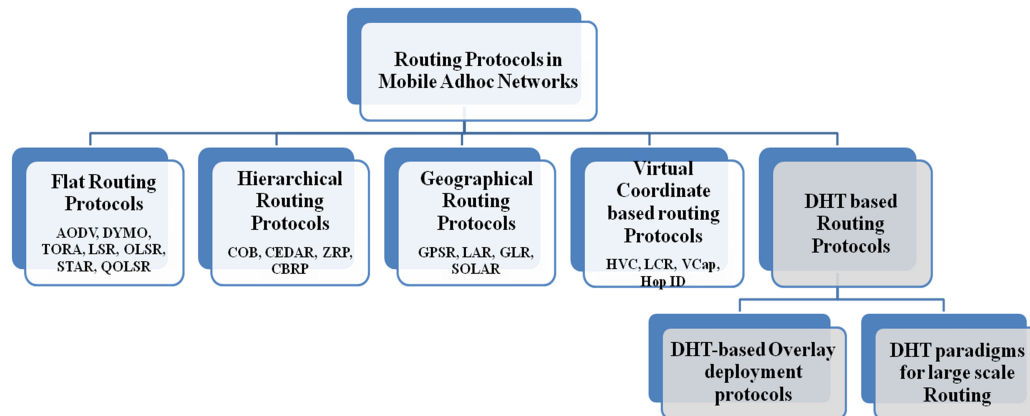 Routing Protocols in
Mobile Adhoc Networks
Flat Routing
Protocols
AODV, DYMO,
TORA, LSR, OLSR,
STAR, QOLSR
Hierarchical
Routing
Protocols
COB, CEDAR, ZRP,
CBRP
Geographical
Routing
Protocols
GPSR, LAR, GLR,
SOLAR
Virtual
Coordinate
based routing
Protocols
HVC, LCR, VCap,
Hop ID
DHT based
Routing
Protocols
DHT-based Overlay
deployment
protocols
DHT paradigms
for large scale
Routing